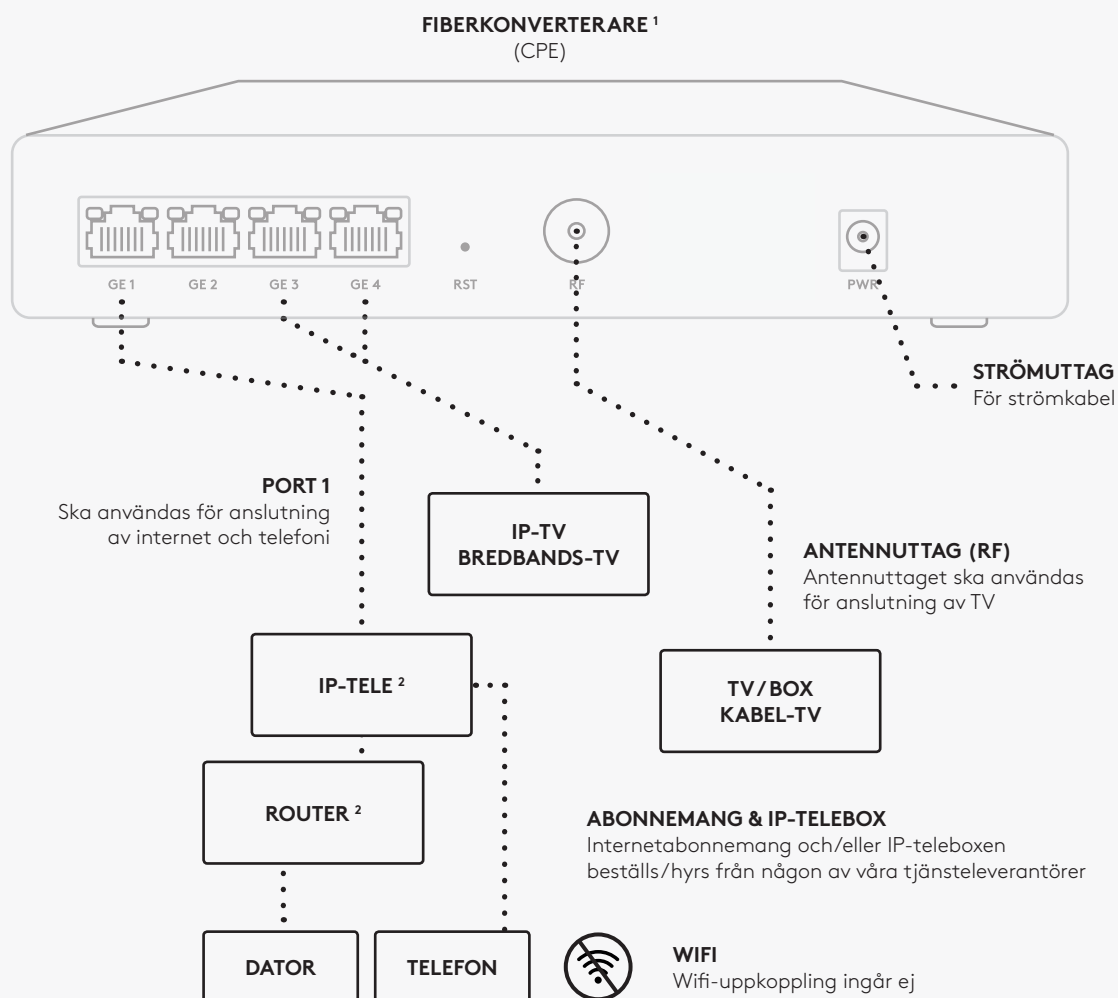 FIBERKONVERTERARE ¹
(CPE)
GE 1
GE 2
GE 3
GE 4
RST
RF
PWR
STRÖMUTTAG
För strömkabel
PORT 1
Ska användas för anslutning
av internet och telefoni
IP-TV
BREDBANDS-TV
ANTENNUTTAG (RF)
Antennuttaget ska användas
för anslutning av TV
IP-TELE ²
TV/BOX
KABEL-TV
ROUTER ²
ABONNEMANG & IP-TELEBOX
Internetabonnemang och/eller IP-teleboxen
beställs/hyrs från någon av våra tjänsteleverantörer
DATOR
TELEFON
WIFI
Wifi-uppkoppling ingår ej